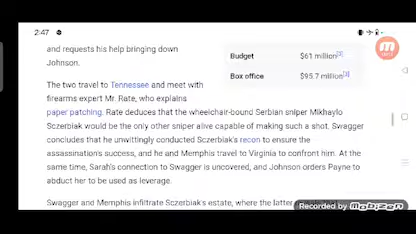 2:47
and requests his help bringing down
Johnson.
Budget $61 million[2]
Box office $95.7 million[3]
The two travel to Tennessee and meet with
firearms expert Mr. Rate, who explains
paper patching. Rate deduces that the wheelchair-bound Serbian sniper Mikhaylo
Sczerbiak would be the only other sniper alive capable of making such a shot. Swagger
concludes that he unwittingly conducted Sczerbiak's recon to ensure the
assassination's success, and he and Memphis travel to Virginia to confront him. At the
same time, Sarah's connection to Swagger is uncovered, and Johnson orders Payne to
abduct her to be used as leverage.
Swagger and Memphis infiltrate Sczerbiak's estate, where the latter
Recorded by Mobizen